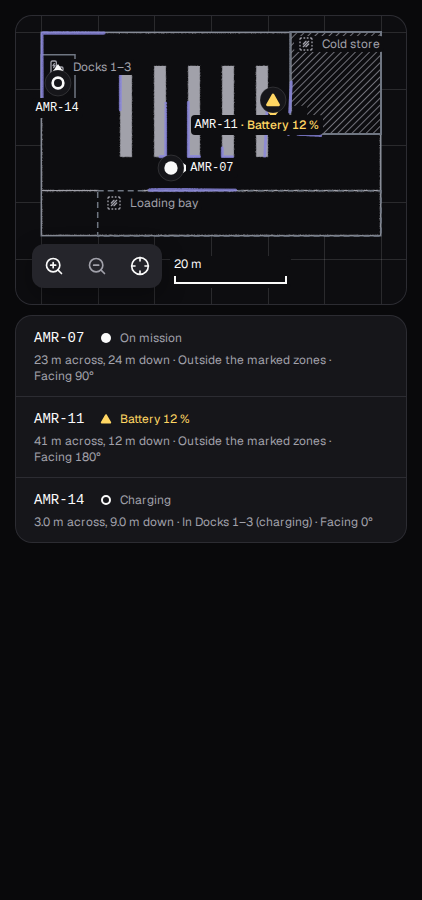 Cold store
Docks 1–3
AMR-14
AMR-11 · Battery 12 %
AMR-07
Loading bay
20 m
AMR-07 On mission
23 m across, 24 m down · Outside the marked zones ·
Facing 90°
AMR-11 Battery 12 %
41 m across, 12 m down · Outside the marked zones ·
Facing 180°
AMR-14 Charging
3.0 m across, 9.0 m down · In Docks 1–3 (charging) · Facing 0°